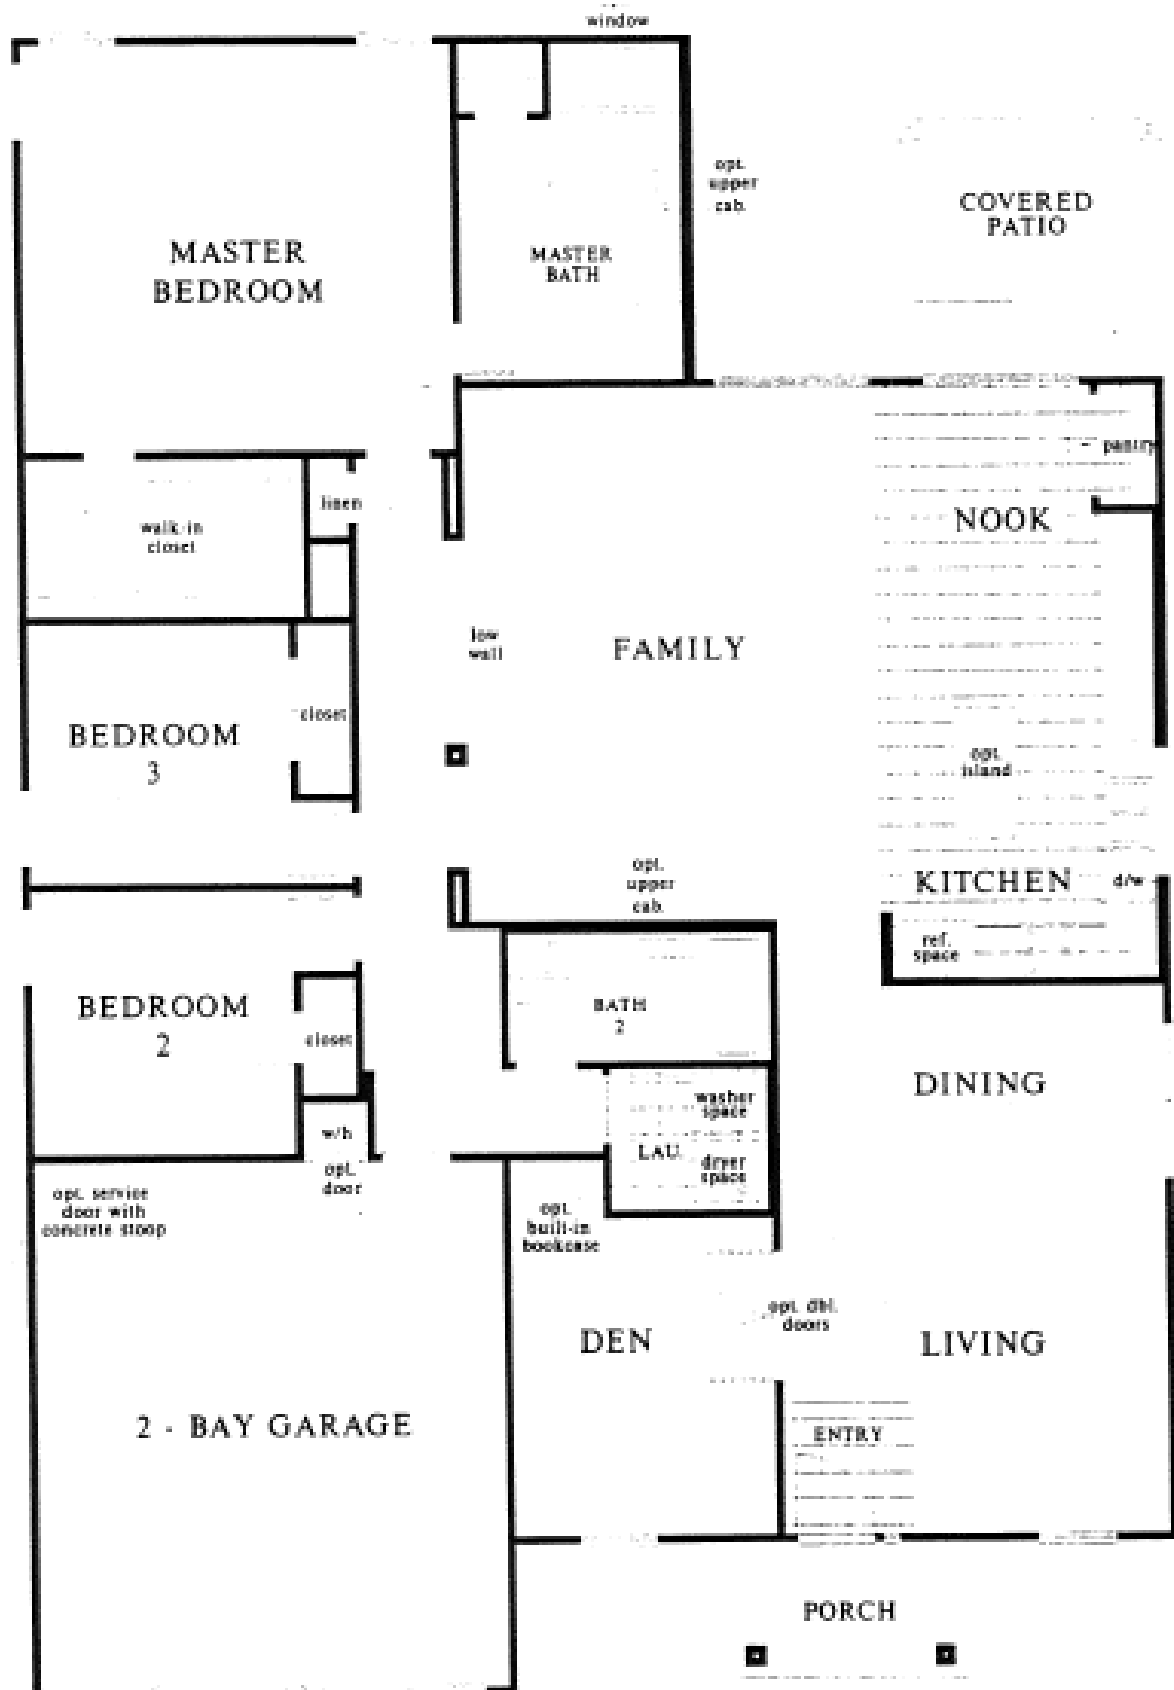 window
opt.
upper
cab.
COVERED
PATIO
MASTER
BEDROOM
MASTER
BATH
pantry
linen
NOOK
walk-in
closet
low
wall
FAMILY
closet
BEDROOM
3
opt.
island
opt.
upper
cab.
KITCHEN
d/w
ref.
space
BEDROOM
2
closet
BATH
2
DINING
washer
space
w/h
LAU.
dryer
space
opt.
door
opt. service
door with
concrete stoop
opt.
built-in
bookcase
opt. dbl.
doors
DEN
LIVING
2 - BAY GARAGE
ENTRY
PORCH